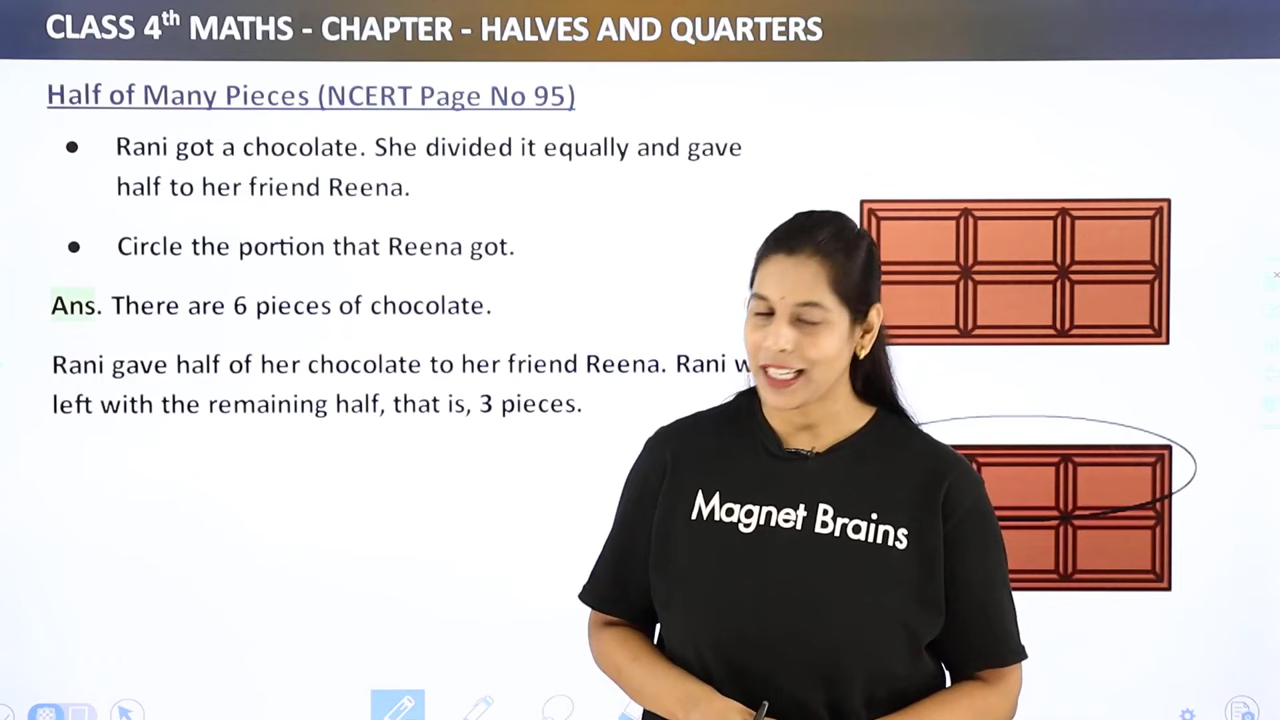 CLASS 4th MATHS - CHAPTER - HALVES AND QUARTERS
Half of Many Pieces (NCERT Page No 95)
● Rani got a chocolate. She divided it equally and gave
half to her friend Reena.
● Circle the portion that Reena got.
Ans. There are 6 pieces of chocolate.
Rani gave half of her chocolate to her friend Reena. Rani
left with the remaining half, that is, 3 pieces.
Magnet Brains